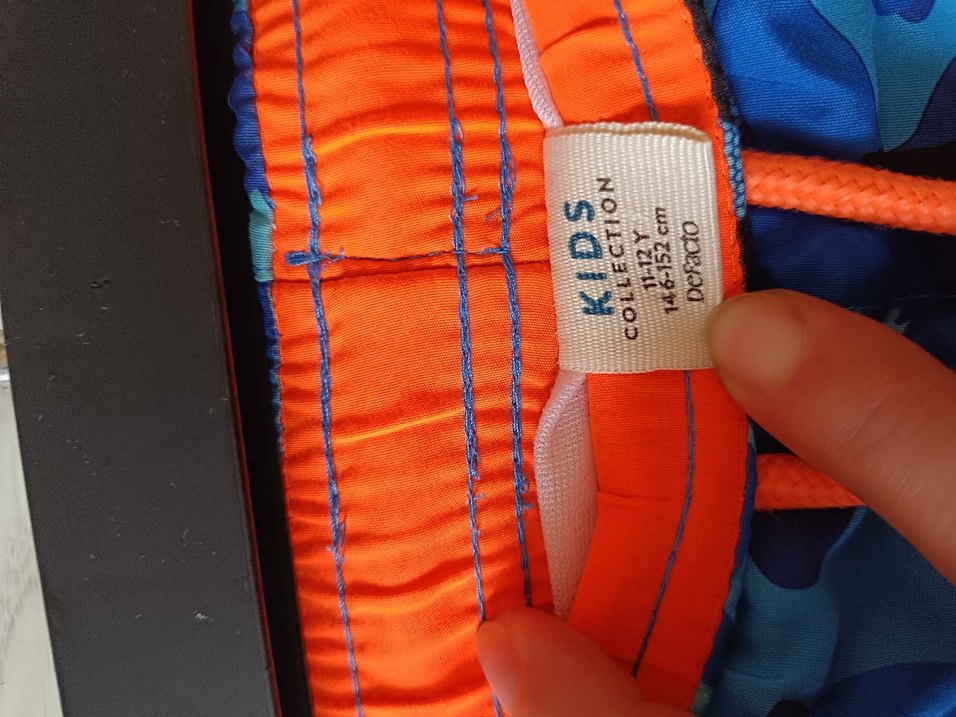 KIDS
COLLECTION
11-12 Y
146-152 cm
DeFacto